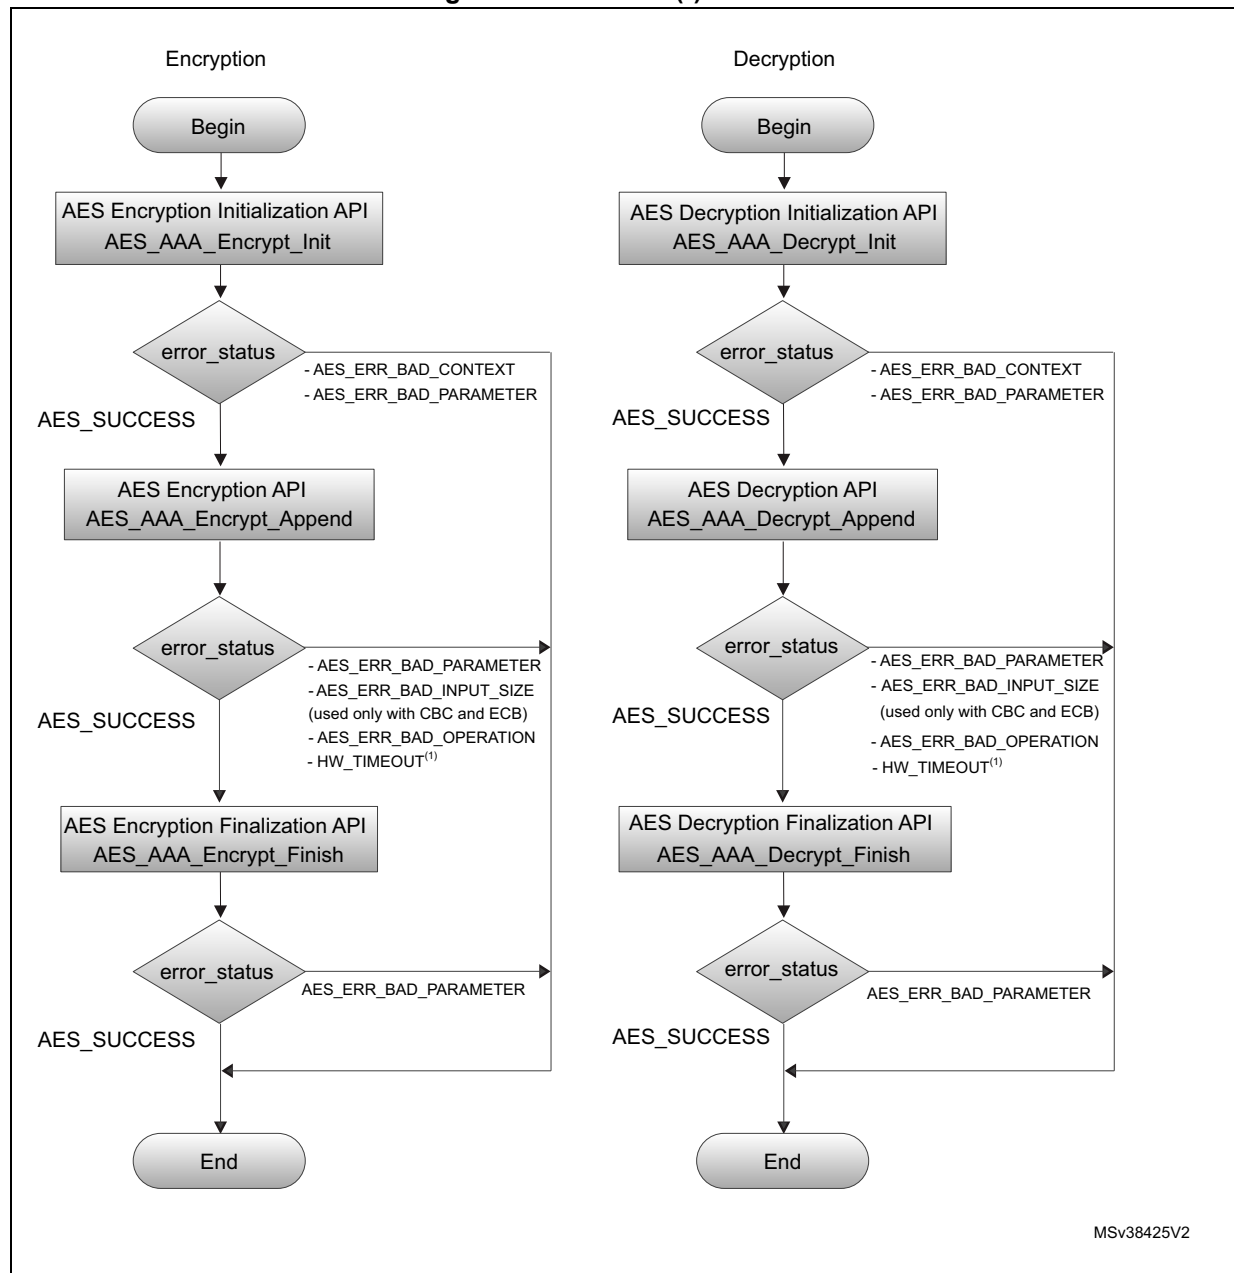 Encryption
Begin
AES Encryption Initialization API
AES_AAA_Encrypt_Init
error_status
- AES_ERR_BAD_CONTEXT
- AES_ERR_BAD_PARAMETER
AES_SUCCESS
AES Encryption API
AES_AAA_Encrypt_Append
error_status
- AES_ERR_BAD_PARAMETER
- AES_ERR_BAD_INPUT_SIZE
(used only with CBC and ECB)
- AES_ERR_BAD_OPERATION
- HW_TIMEOUT(1)
AES_SUCCESS
AES Encryption Finalization API
AES_AAA_Encrypt_Finish
error_status
AES_ERR_BAD_PARAMETER
AES_SUCCESS
End
Decryption
Begin
AES Decryption Initialization API
AES_AAA_Decrypt_Init
error_status
- AES_ERR_BAD_CONTEXT
- AES_ERR_BAD_PARAMETER
AES_SUCCESS
AES Decryption API
AES_AAA_Decrypt_Append
error_status
- AES_ERR_BAD_PARAMETER
- AES_ERR_BAD_INPUT_SIZE
(used only with CBC and ECB)
- AES_ERR_BAD_OPERATION
- HW_TIMEOUT(1)
AES_SUCCESS
AES Decryption Finalization API
AES_AAA_Decrypt_Finish
error_status
AES_ERR_BAD_PARAMETER
AES_SUCCESS
End
MSv38425V2